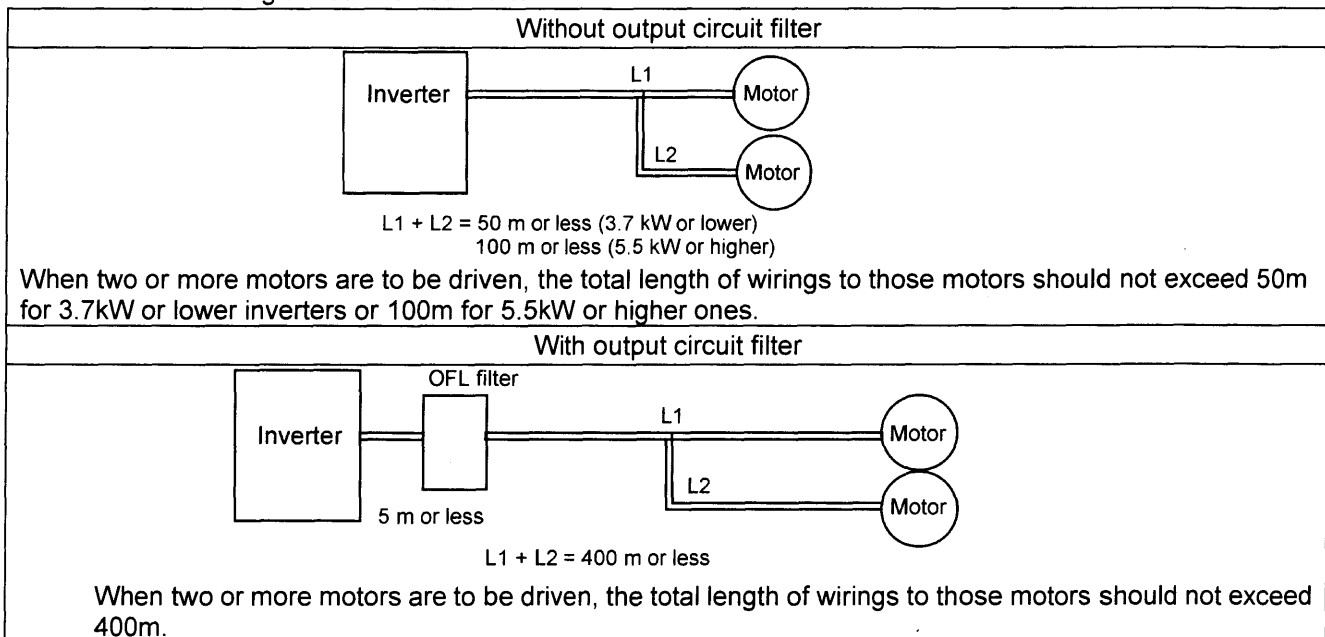 Without output circuit filter
L1
Inverter
Motor
L2
Motor
L1 + L2 = 50 m or less (3.7 kW or lower)
100 m or less (5.5 kW or higher)
When two or more motors are to be driven, the total length of wirings to those motors should not exceed 50m
for 3.7kW or lower inverters or 100m for 5.5kW or higher ones.
With output circuit filter
OFL filter
L1
Inverter
Motor
L2
Motor
5 m or less
L1 + L2 = 400 m or less
When two or more motors are to be driven, the total length of wirings to those motors should not exceed
400m.